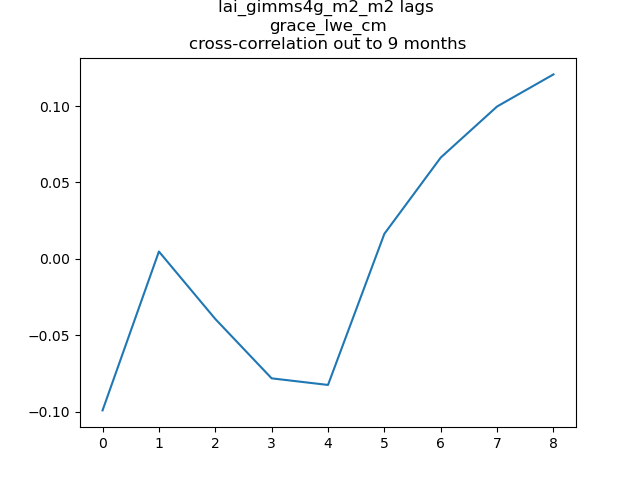 lai_gimms4g_m2_m2 lags
grace_lwe_cm
cross-correlation out to 9 months
0.10
0.05
0.00
−0.05
−0.10
0 1 2 3 4 5 6 7 8